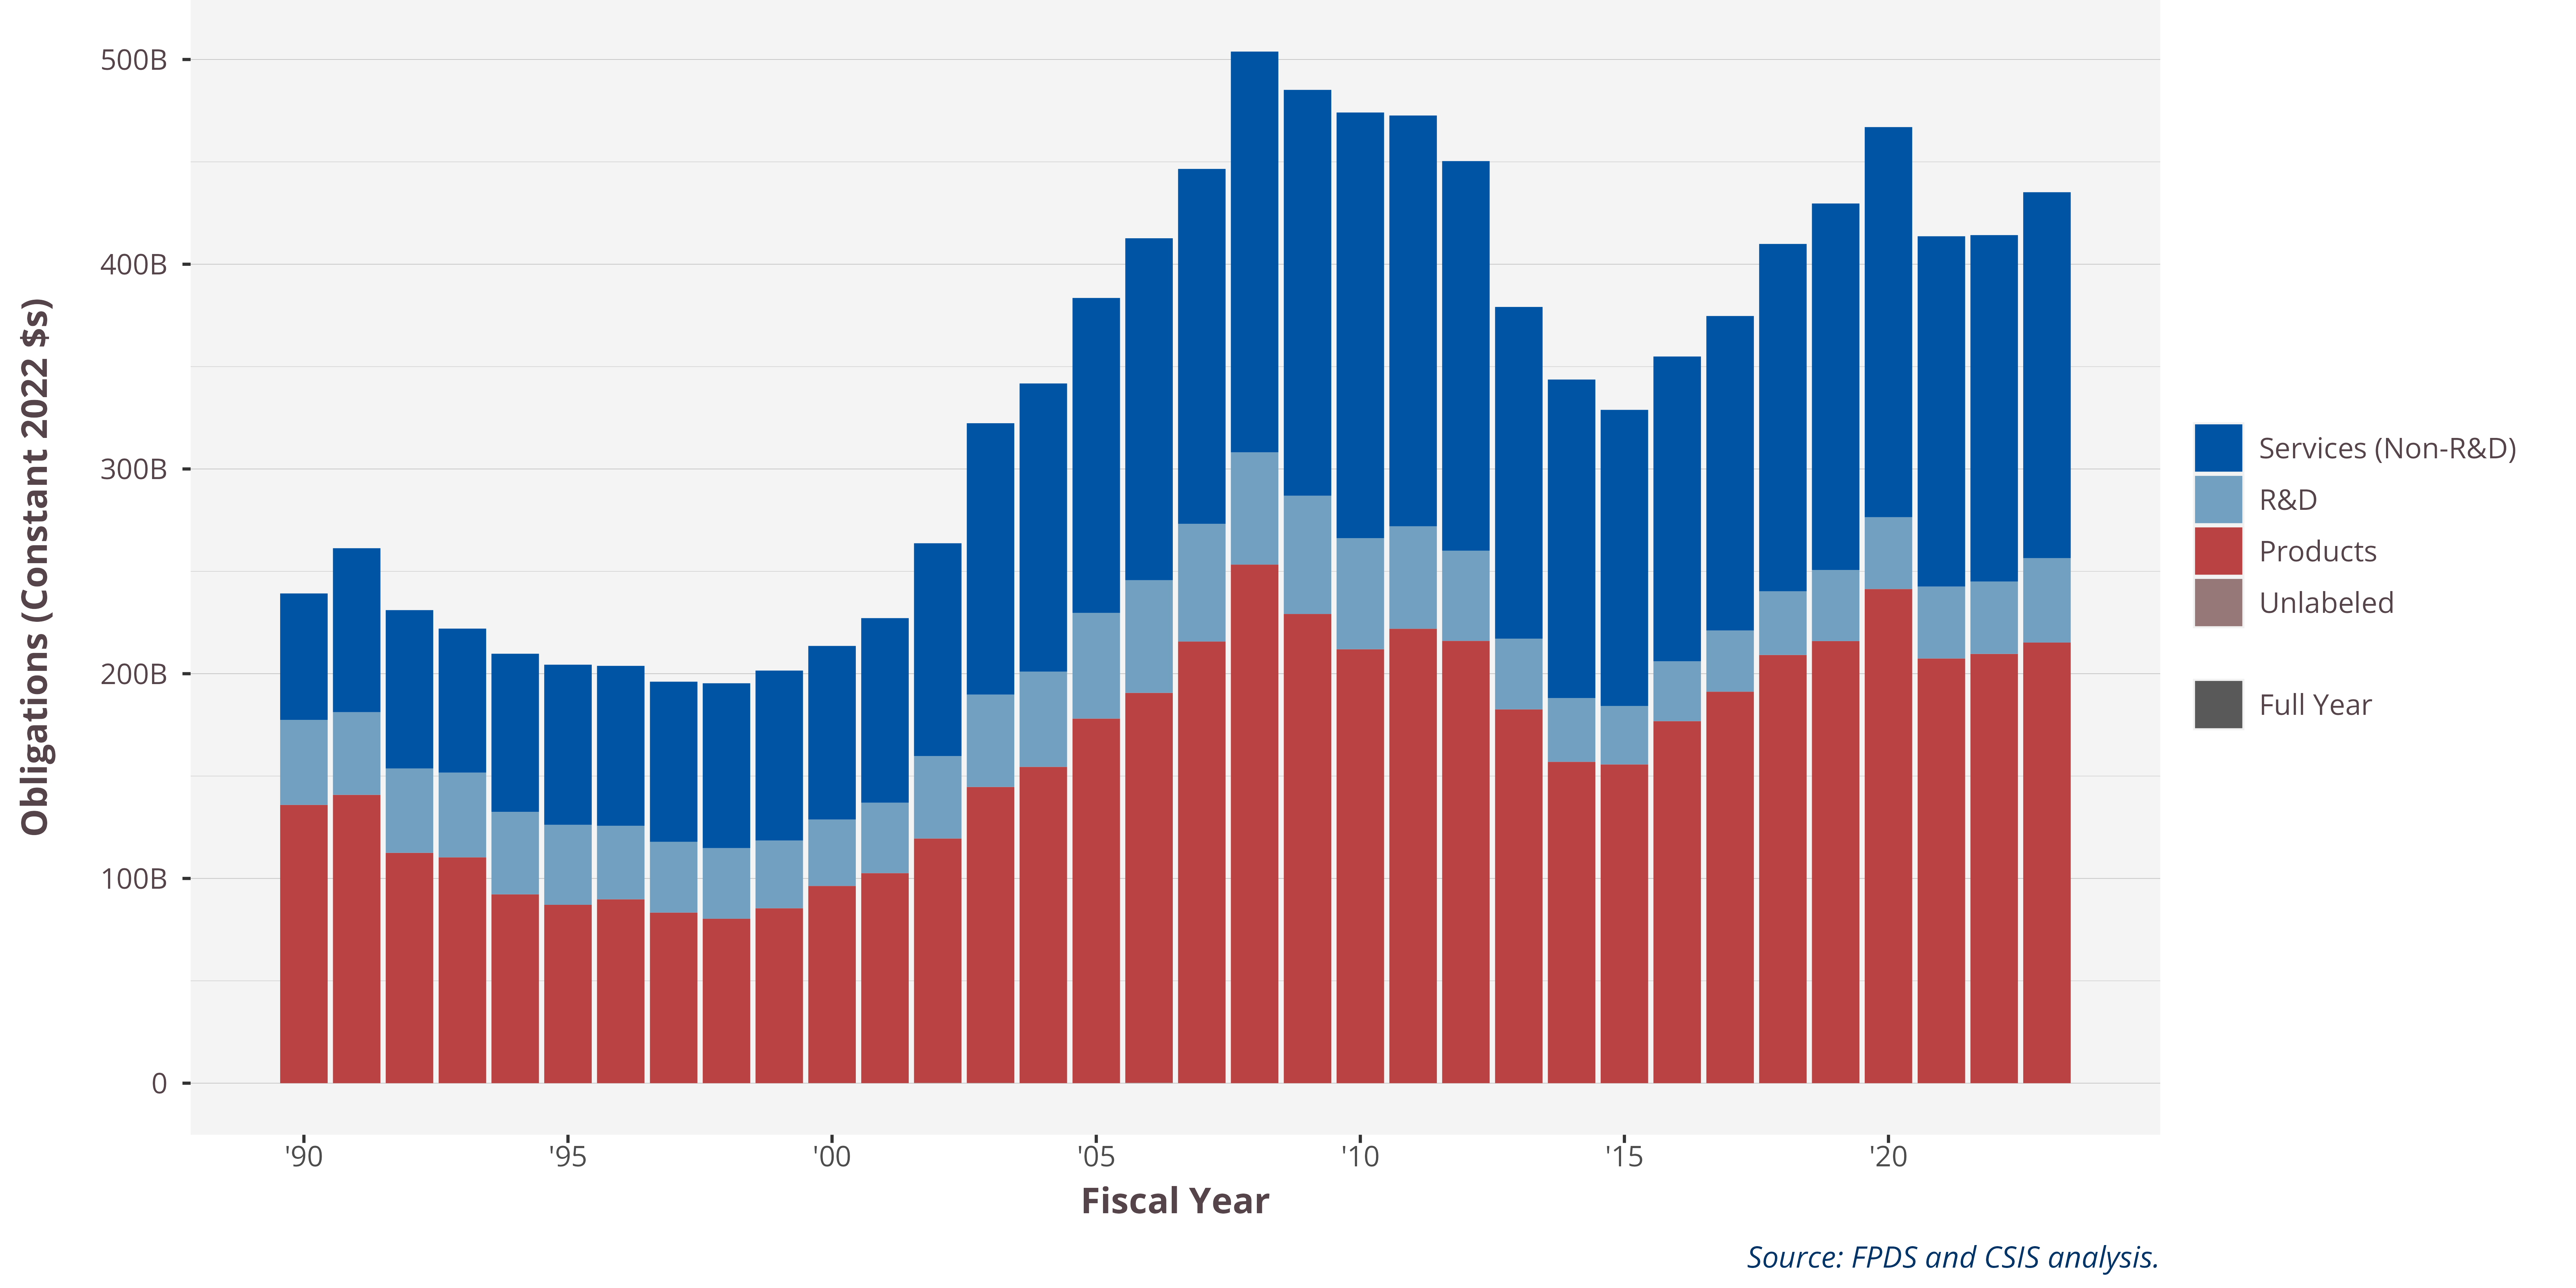 Obligations (Constant 2022 $s)
500B
400B
300B
200B
100B
0
'90
'95
'00
'05
'10
'15
'20
Fiscal Year
Services (Non-R&D)
R&D
Products
Unlabeled
Full Year
Source: FPDS and CSIS analysis.